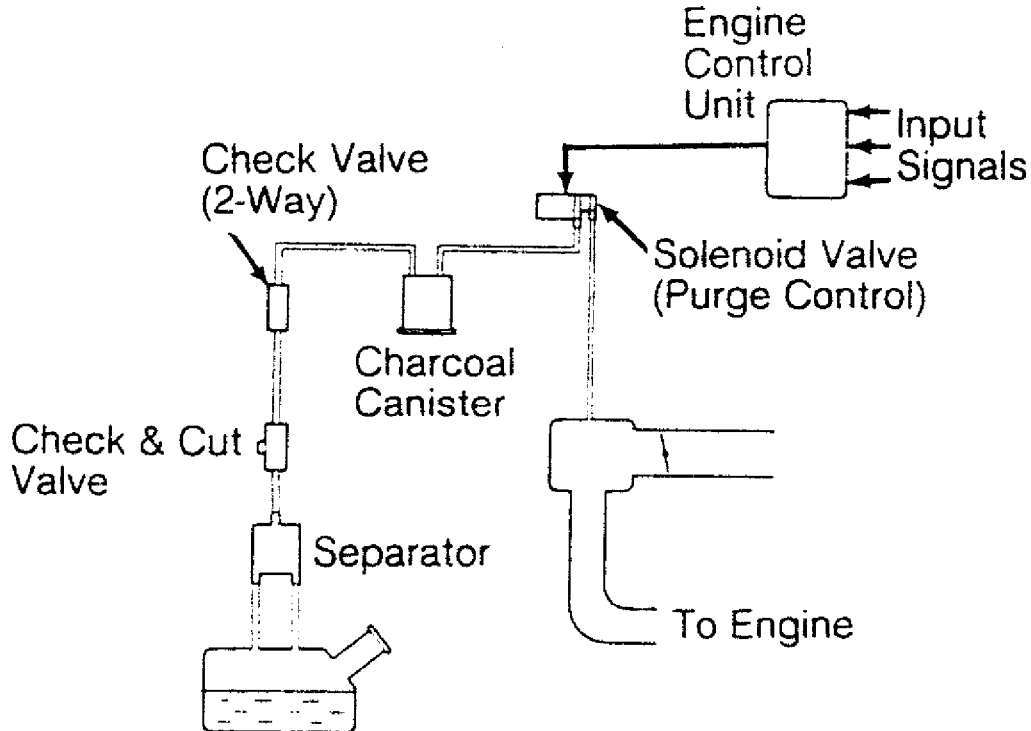 Engine
Control
Unit
Input
Signals
Check Valve
(2-Way)
Solenoid Valve
(Purge Control)
Charcoal
Canister
Check & Cut
Valve
Separator
To Engine